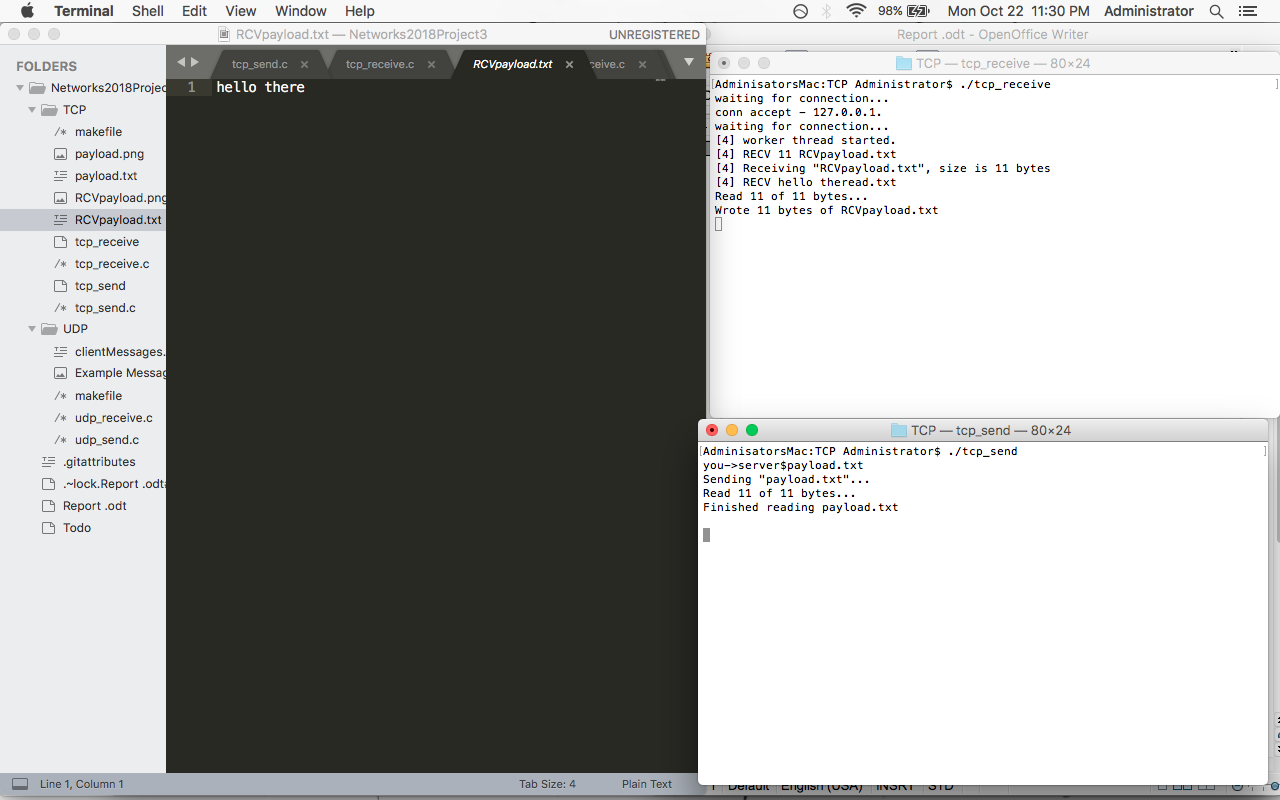 Terminal Shell Edit View Window Help 98% Mon Oct 22 11:30 PM Administrator
RCVpayload.txt — Networks2018Project3 UNREGISTERED
Report .odt - OpenOffice Writer
FOLDERS
Networks2018Projec
TCP
/* makefile
payload.png
payload.txt
RCVpayload.png
RCVpayload.txt
tcp_receive
/* tcp_receive.c
tcp_send
/* tcp_send.c
UDP
clientMessages.
Example Messag
/* makefile
/* udp_receive.c
/* udp_send.c
.gitattributes
.~lock.Report .odt
Report .odt
Todo
tcp_send.c × tcp_receive.c × RCVpayload.txt × ceive.c ×
1 hello there
Line 1, Column 1 Tab Size: 4 Plain Text
TCP — tcp_receive — 80×24
[AdminisatorsMac:TCP Administrator$ ./tcp_receive ]
waiting for connection...
conn accept - 127.0.0.1.
waiting for connection...
[4] worker thread started.
[4] RECV 11 RCVpayload.txt
[4] Receiving "RCVpayload.txt", size is 11 bytes
[4] RECV hello theread.txt
Read 11 of 11 bytes...
Wrote 11 bytes of RCVpayload.txt
TCP — tcp_send — 80×24
[AdminisatorsMac:TCP Administrator$ ./tcp_send ]
you->server$payload.txt
Sending "payload.txt"...
Read 11 of 11 bytes...
Finished reading payload.txt
Default English (USA) INSRT STD